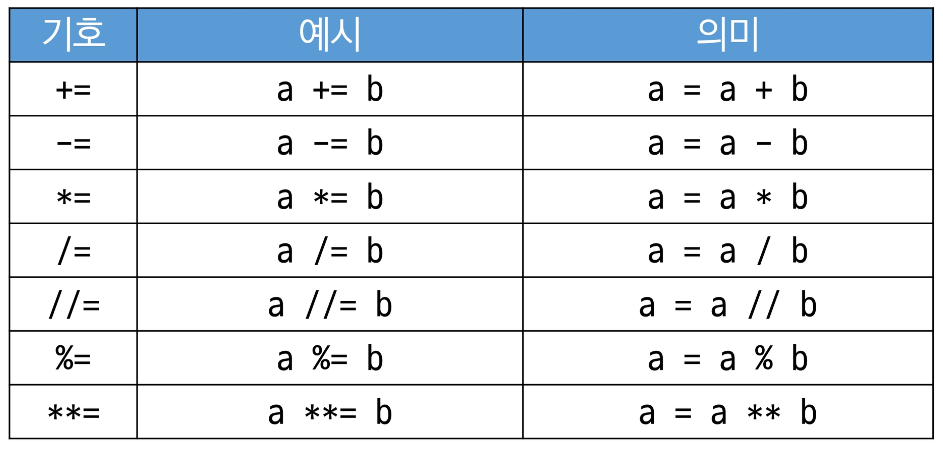 기호 예시 의미
+= a += b a = a + b
-= a -= b a = a - b
*= a *= b a = a * b
/= a /= b a = a / b
//= a //= b a = a // b
%= a %= b a = a % b
**= a **= b a = a ** b